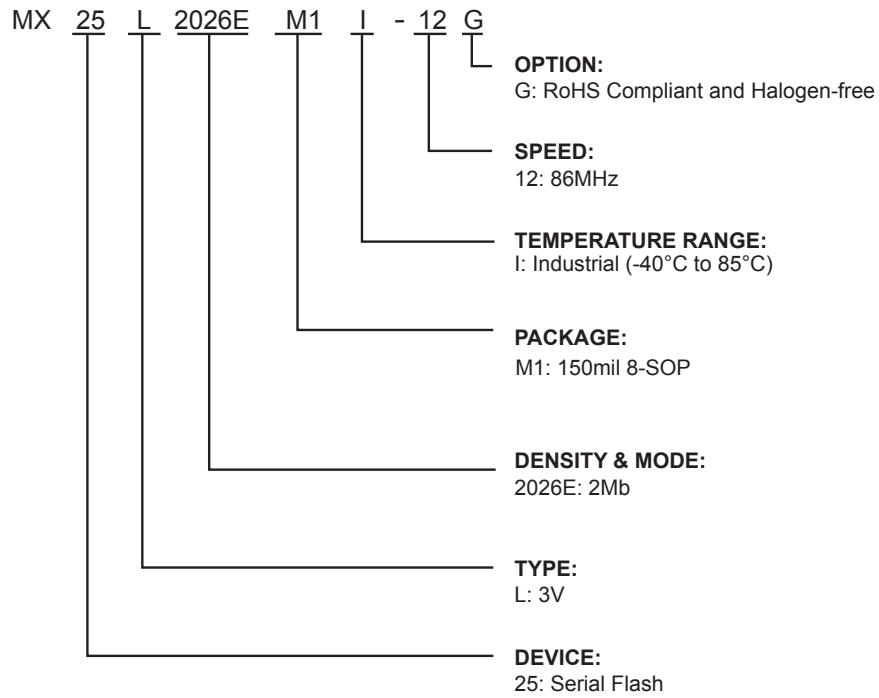 MX 25 L 2026E M1 I - 12 G
OPTION:
G: RoHS Compliant and Halogen-free
SPEED:
12: 86MHz
TEMPERATURE RANGE:
I: Industrial (-40°C to 85°C)
PACKAGE:
M1: 150mil 8-SOP
DENSITY & MODE:
2026E: 2Mb
TYPE:
L: 3V
DEVICE:
25: Serial Flash